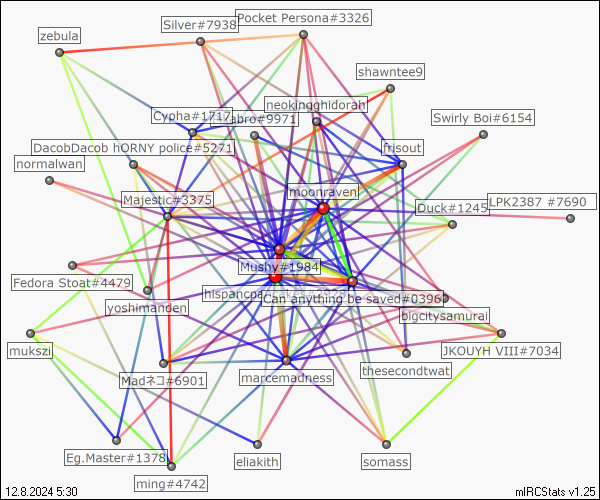 Pocket Persona#3326
Silver#7938
zebula
shawntee9
neokingghidorah
Cypha#1717
abro#9971
Swirly Boi#6154
DacobDacob hORNY police#5271
frisout
normalwan
moonraven
Majestic#3375
LPK2387 #7690
Duck#1245
Mushy#1984
Fedora Stoat#4479
hispancpan
Can anything be saved#0396
yoshimanden
bigcitysamurai
mukszi
JKOUYH VIII#7034
Madネコ#6901
marcemadness
thesecondtwat
Eg.Master#1378
eliakith
somass
ming#4742
12.8.2024 5:30
mIRCStats v1.25